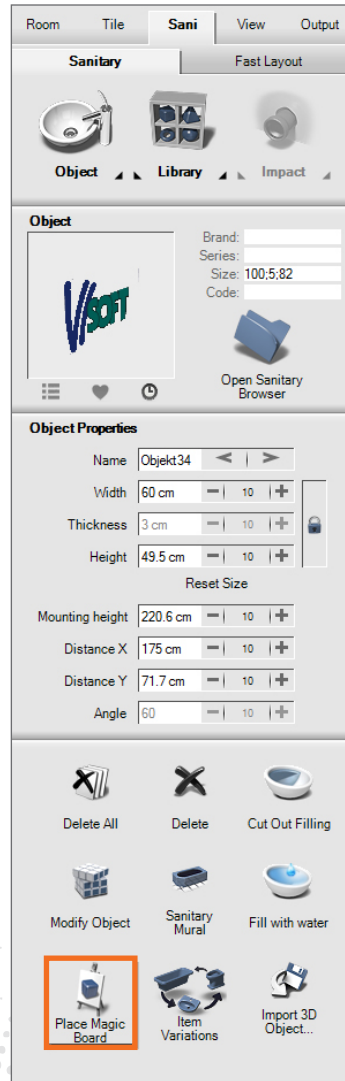 Room Tile Sani View Output
Sanitary Fast Layout
Object Library Impact
Object
Brand:
Series:
Size: 100;5;82
Code:
ViSOFT
Open Sanitary
Browser
Object Properties
Name Objekt34
Width 60 cm 10
Thickness 3 cm 10
Height 49.5 cm 10
Reset Size
Mounting height 220.6 cm 10
Distance X 175 cm 10
Distance Y 71.7 cm 10
Angle 60 10
Delete All Delete Cut Out Filling
Modify Object Sanitary
Mural Fill with water
Place Magic
Board Item
Variations Import 3D
Object...